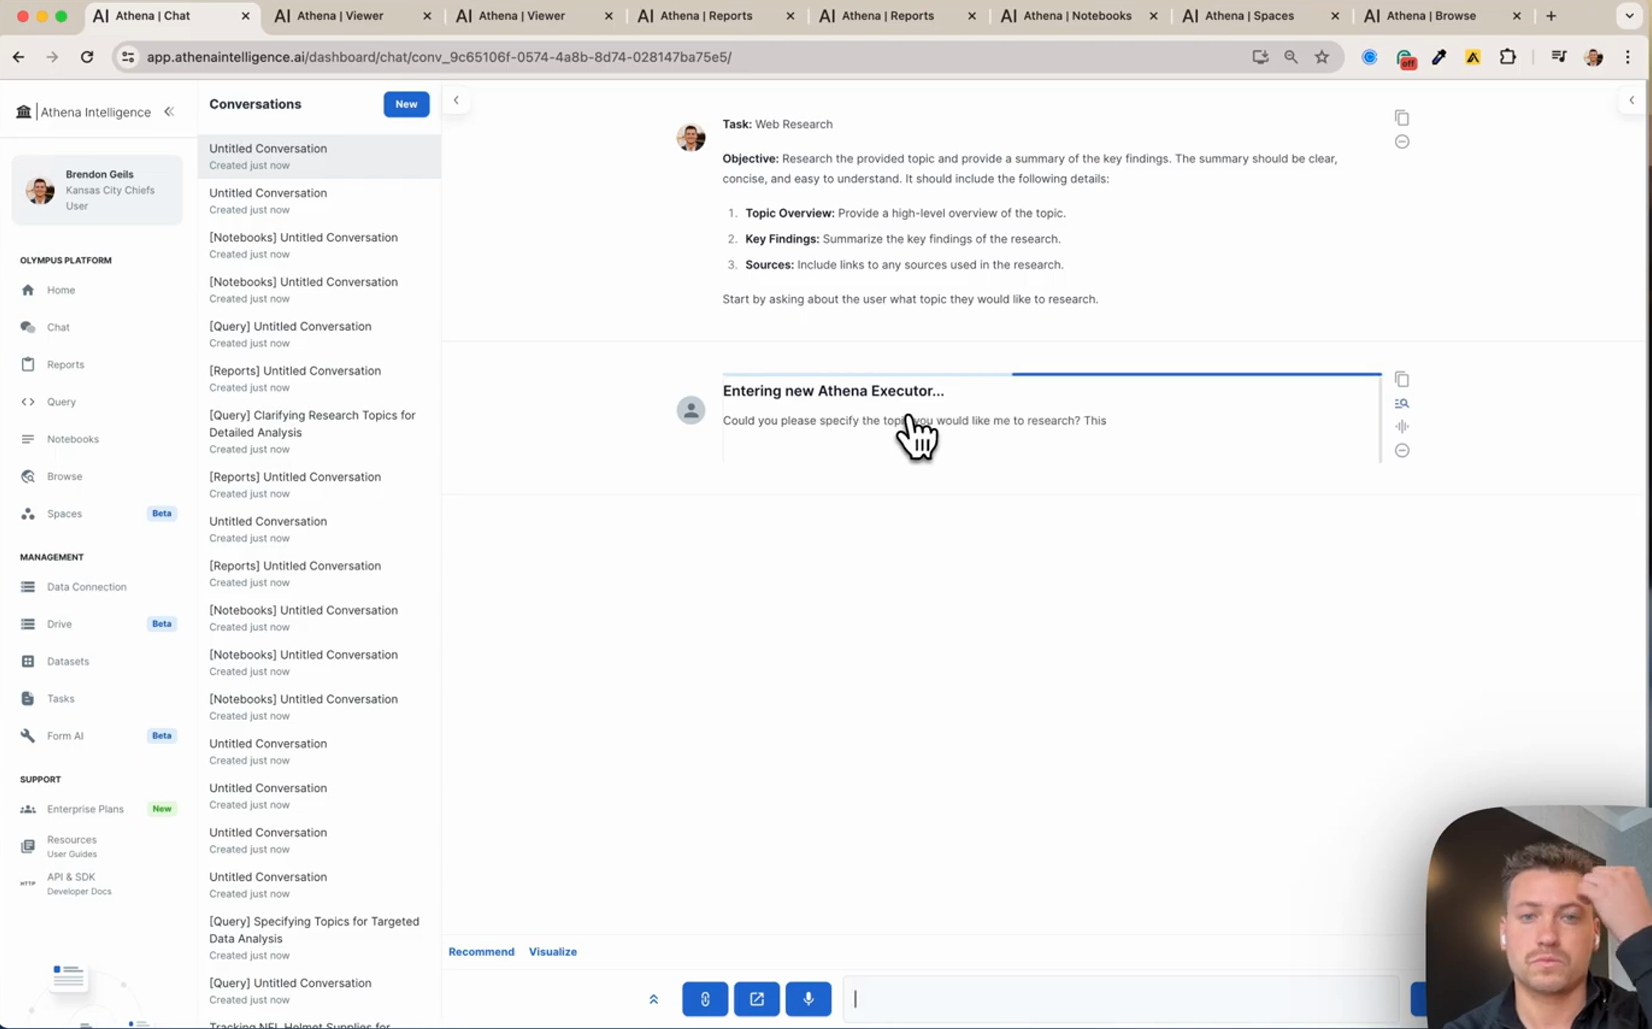 Athena | Chat
Athena | Viewer
Athena | Viewer
Athena | Reports
Athena | Reports
Athena | Notebooks
Athena | Spaces
Athena | Browse
app.athenaintelligence.ai/dashboard/chat/conv_9c65106f-0574-4a8b-8d74-028147ba75e5/
off
Athena Intelligence
Brendon Geils
Kansas City Chiefs
User
OLYMPUS PLATFORM
Home
Chat
Reports
Query
Notebooks
Browse
Spaces Beta
MANAGEMENT
Data Connection
Drive Beta
Datasets
Tasks
Form AI Beta
SUPPORT
Enterprise Plans New
Resources
User Guides
HTTP API & SDK
Developer Docs
Conversations New
Untitled Conversation
Created just now
Untitled Conversation
Created just now
[Notebooks] Untitled Conversation
Created just now
[Notebooks] Untitled Conversation
Created just now
[Query] Untitled Conversation
Created just now
[Reports] Untitled Conversation
Created just now
[Query] Clarifying Research Topics for
Detailed Analysis
Created just now
[Reports] Untitled Conversation
Created just now
Untitled Conversation
Created just now
[Reports] Untitled Conversation
Created just now
[Notebooks] Untitled Conversation
Created just now
[Notebooks] Untitled Conversation
Created just now
[Notebooks] Untitled Conversation
Created just now
Untitled Conversation
Created just now
Untitled Conversation
Created just now
Untitled Conversation
Created just now
Untitled Conversation
Created just now
[Query] Specifying Topics for Targeted
Data Analysis
Created just now
[Query] Untitled Conversation
Created just now
Tracking NFL Helmet Supplies for
Task: Web Research
Objective: Research the provided topic and provide a summary of the key findings. The summary should be clear,
concise, and easy to understand. It should include the following details:
1. Topic Overview: Provide a high-level overview of the topic.
2. Key Findings: Summarize the key findings of the research.
3. Sources: Include links to any sources used in the research.
Start by asking about the user what topic they would like to research.
Entering new Athena Executor...
Could you please specify the topic you would like me to research? This
Recommend Visualize